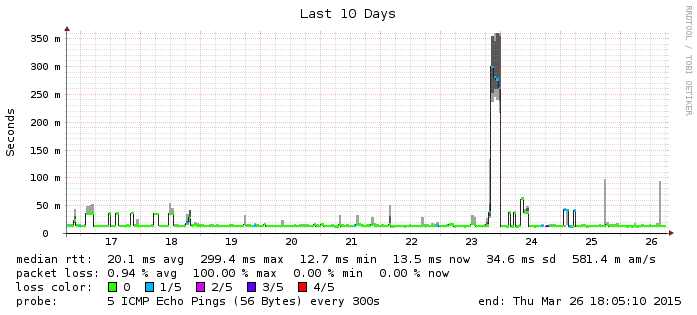 Last 10 Days
RRDTOOL / TOBI OETIKER
Seconds
350 m
300 m
250 m
200 m
150 m
100 m
50 m
0
17 18 19 20 21 22 23 24 25 26
median rtt: 20.1 ms avg 299.4 ms max 12.7 ms min 13.5 ms now 34.6 ms sd 581.4 m am/s
packet loss: 0.94 % avg 100.00 % max 0.00 % min 0.00 % now
loss color: 0 1/5 2/5 3/5 4/5
probe: 5 ICMP Echo Pings (56 Bytes) every 300s end: Thu Mar 26 18:05:10 2015